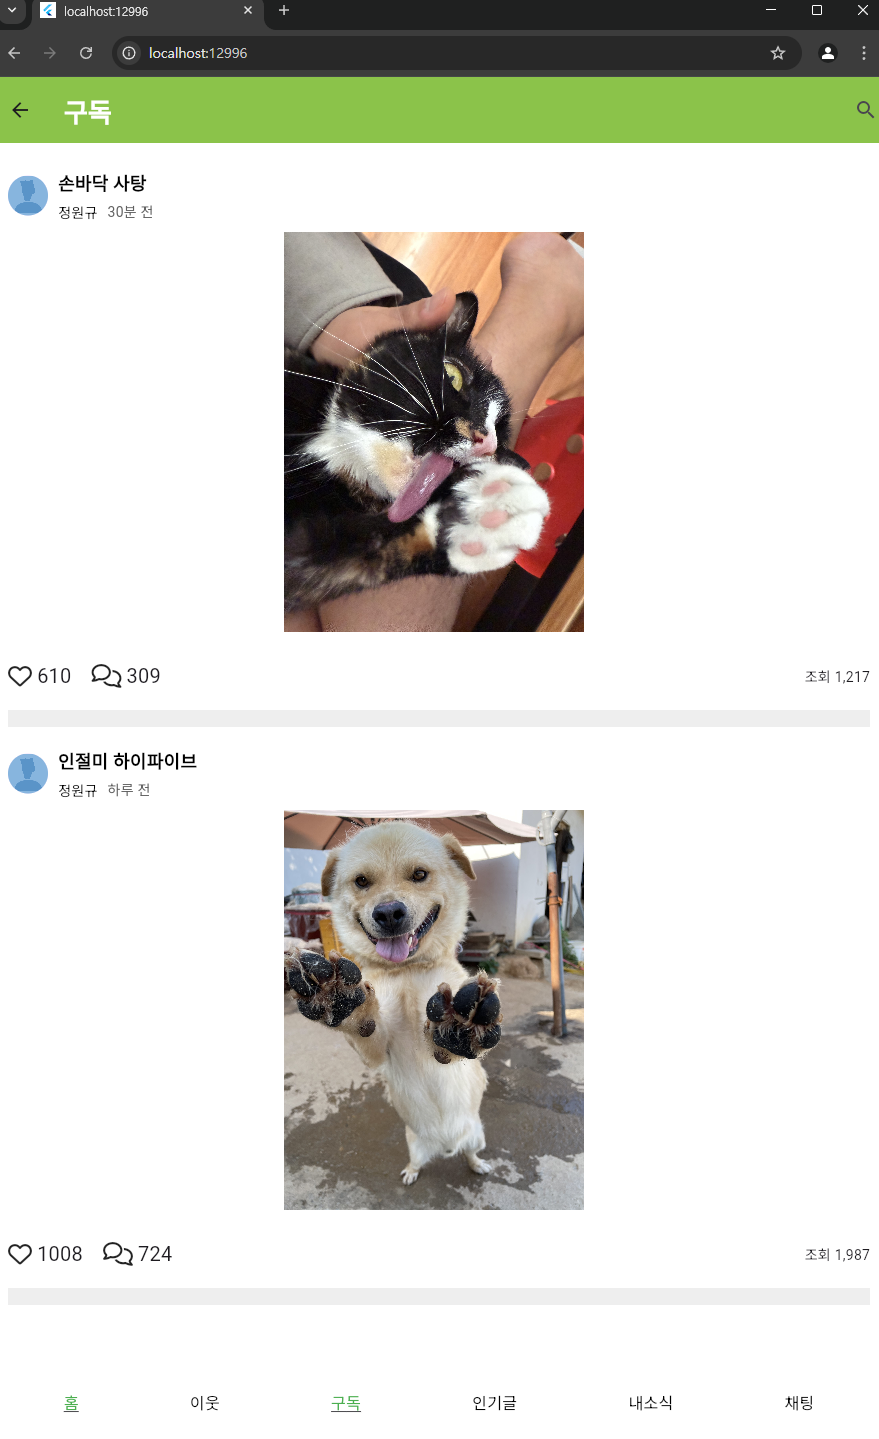 localhost:12996
localhost:12996
구독
손바닥 사탕
정원규 30분 전
610 309 조회 1,217
인절미 하이파이브
정원규 하루 전
1008 724 조회 1,987
홈 이웃 구독 인기글 내소식 채팅